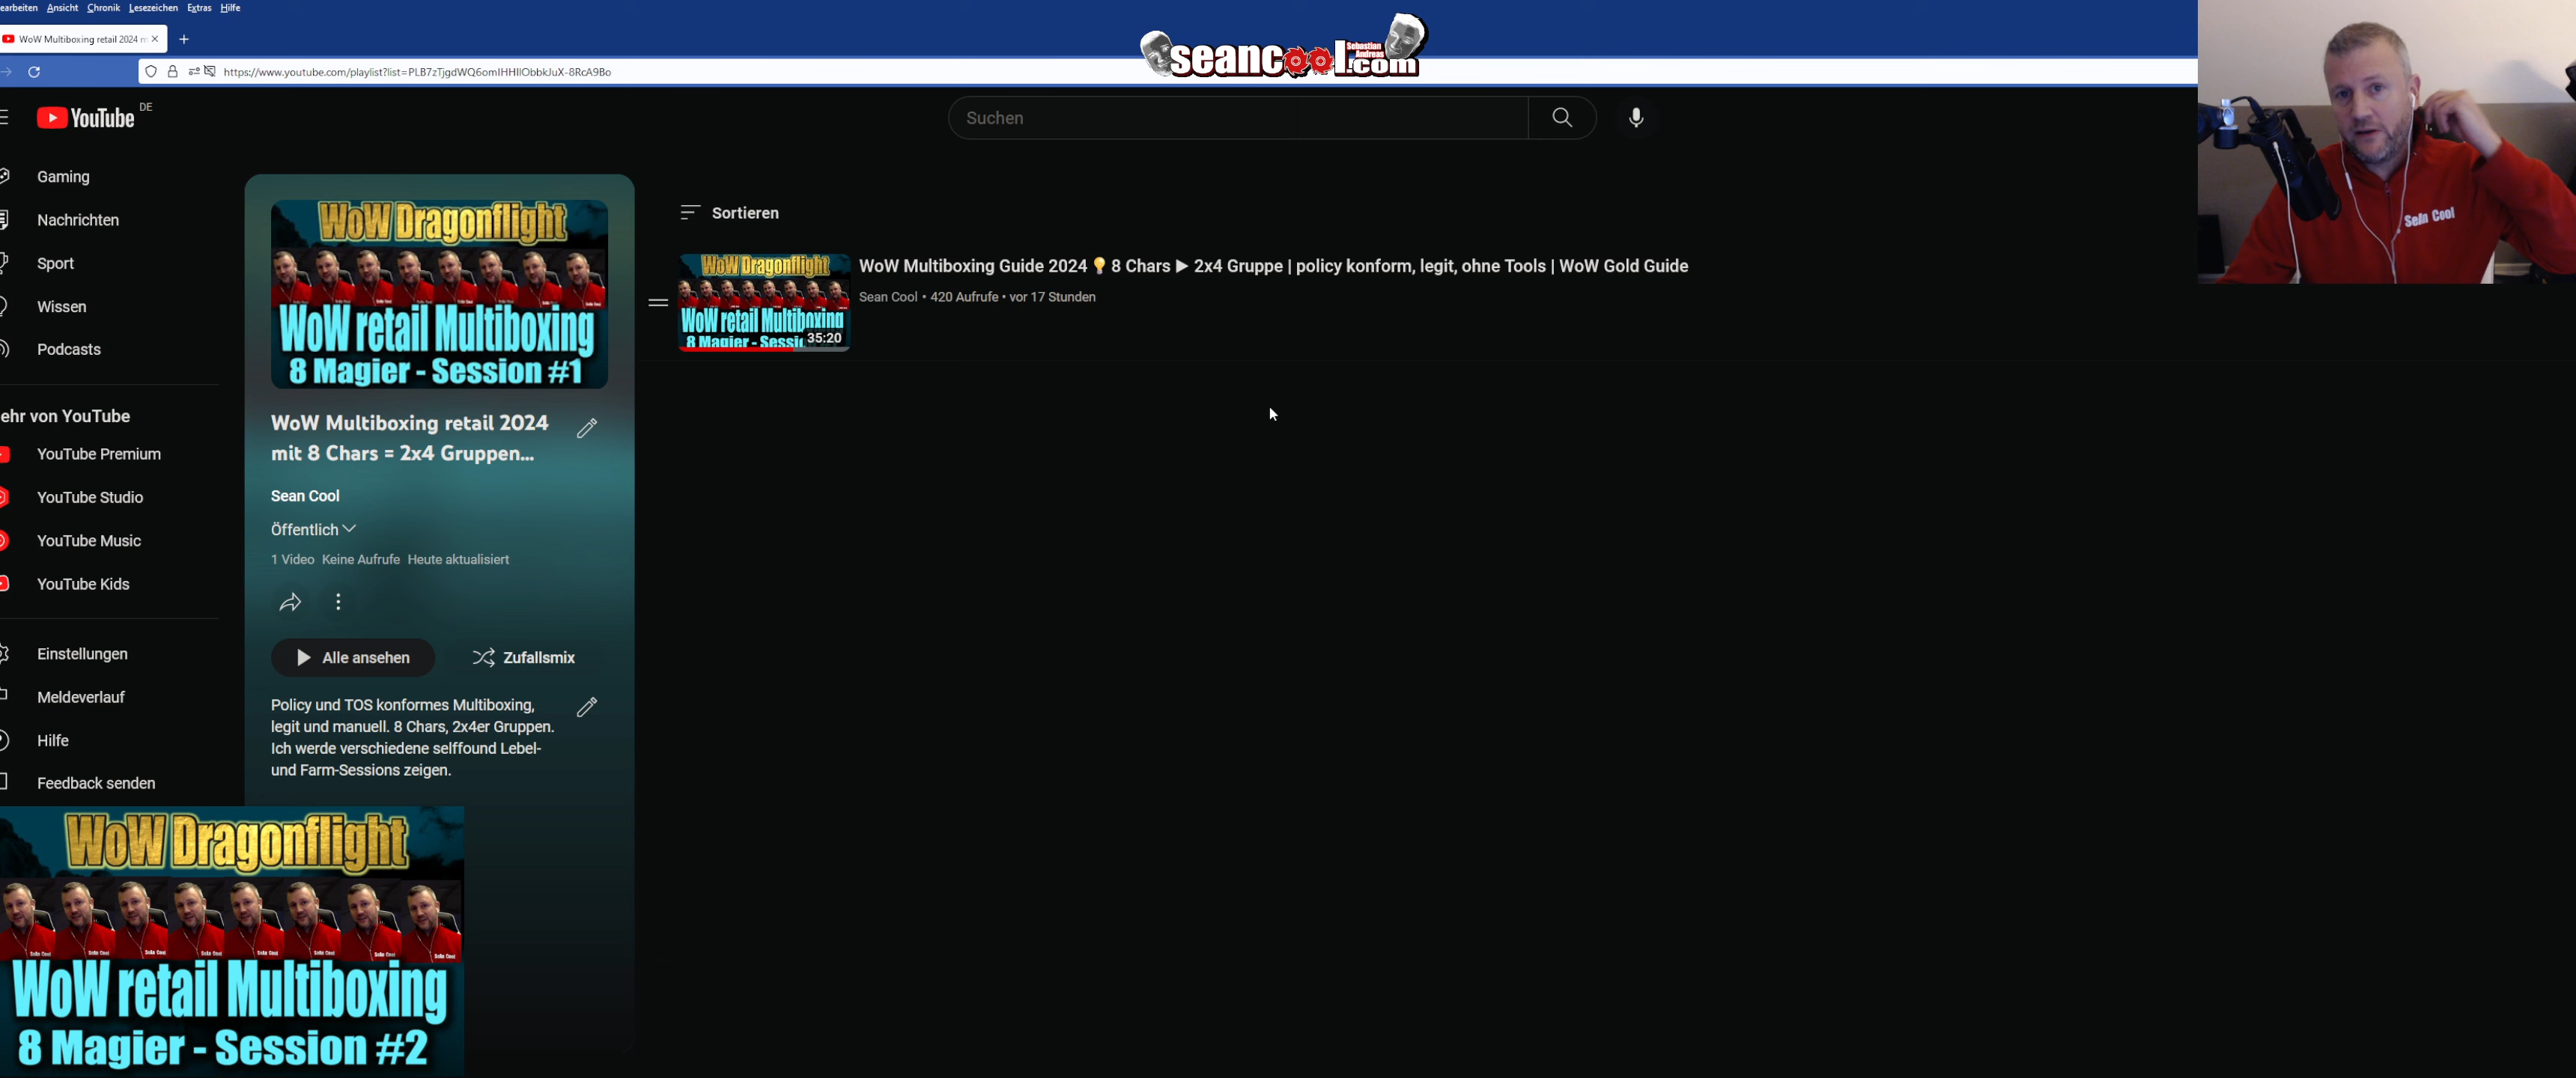 earbeiten Ansicht Chronik Lesezeichen Extras Hilfe
WoW Multiboxing retail 2024 m
https://www.youtube.com/playlist?list=PLB7zTjgdWQ6omIHHIlObbkJuX-8RcA9Bo
seancool.com
Sebastian
Andreas
YouTube DE
Suchen
Gaming
Nachrichten
Sport
Wissen
Podcasts
ehr von YouTube
YouTube Premium
YouTube Studio
YouTube Music
YouTube Kids
Einstellungen
Meldeverlauf
Hilfe
Feedback senden
WoW Dragonflight
WoW retail Multiboxing
8 Magier - Session #1
WoW Multiboxing retail 2024
mit 8 Chars = 2x4 Gruppen...
Sean Cool
Öffentlich
1 Video Keine Aufrufe Heute aktualisiert
Alle ansehen
Zufallsmix
Policy und TOS konformes Multiboxing,
legit und manuell. 8 Chars, 2x4er Gruppen.
Ich werde verschiedene selffound Lebel-
und Farm-Sessions zeigen.
Sortieren
WoW Dragonflight
WoW retail Multiboxing
8 Magier - Sessi
35:20
WoW Multiboxing Guide 2024 💡 8 Chars ▶ 2x4 Gruppe | policy konform, legit, ohne Tools | WoW Gold Guide
Sean Cool • 420 Aufrufe • vor 17 Stunden
Sean Cool
WoW Dragonflight
WoW retail Multiboxing
8 Magier - Session #2